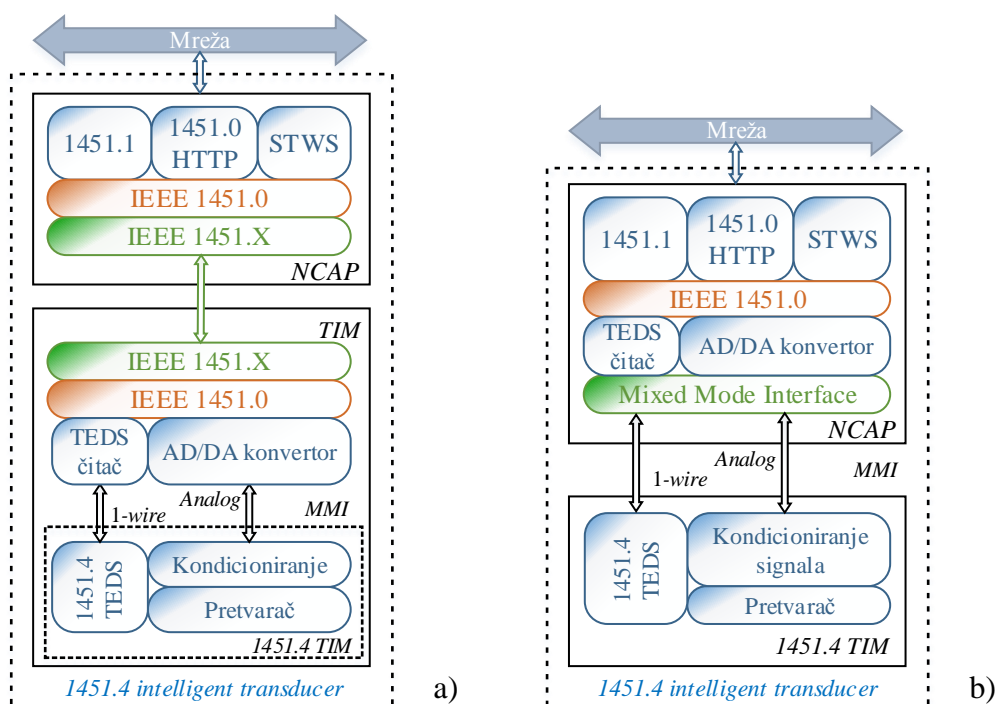 Mreža
1451.1
1451.0
HTTP
STWS
IEEE 1451.0
IEEE 1451.X
NCAP
TIM
IEEE 1451.X
IEEE 1451.0
TEDS
čitač
AD/DA konvertor
Analog
1-wire
MMI
1451.4
TEDS
Kondicioniranje
Pretvarač
1451.4 TIM
1451.4 intelligent transducer
a)
Mreža
1451.1
1451.0
HTTP
STWS
IEEE 1451.0
TEDS
čitač
AD/DA konvertor
Mixed Mode Interface
NCAP
Analog
1-wire
MMI
1451.4
TEDS
Kondicioniranje
signala
Pretvarač
1451.4 TIM
1451.4 intelligent transducer
b)